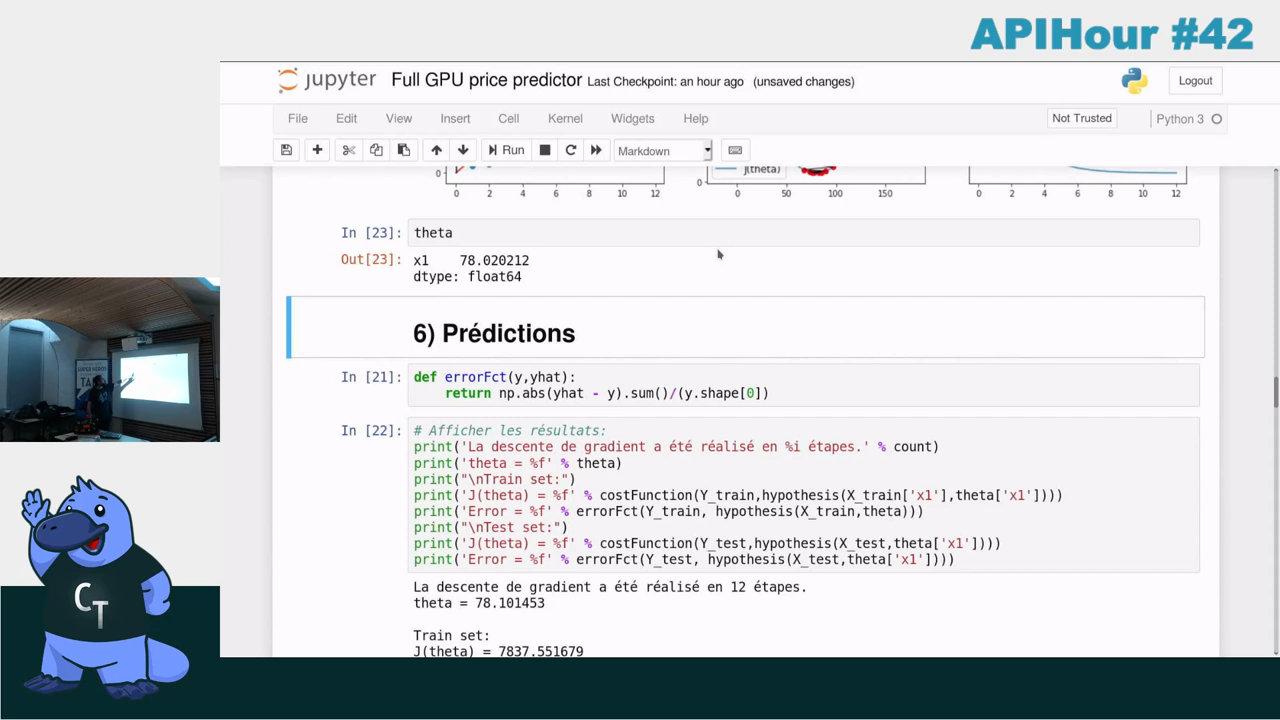 APIHour #42
jupyter Full GPU price predictor Last Checkpoint: an hour ago (unsaved changes) Logout
File Edit View Insert Cell Kernel Widgets Help Not Trusted Python 3
Run Markdown
0 0 J(theta)
0 2 4 6 8 10 12 0 50 100 150 0 2 4 6 8 10 12
In [23]: theta
Out[23]: x1 78.020212
dtype: float64
6) Prédictions
In [21]: def errorFct(y,yhat):
return np.abs(yhat - y).sum()/(y.shape[0])
In [22]: # Afficher les résultats:
print('La descente de gradient a été réalisé en %i étapes.' % count)
print('theta = %f' % theta)
print("\nTrain set:")
print('J(theta) = %f' % costFunction(Y_train,hypothesis(X_train['x1'],theta['x1'])))
print('Error = %f' % errorFct(Y_train, hypothesis(X_train,theta)))
print("\nTest set:")
print('J(theta) = %f' % costFunction(Y_test,hypothesis(X_test,theta['x1'])))
print('Error = %f' % errorFct(Y_test, hypothesis(X_test,theta['x1'])))
La descente de gradient a été réalisé en 12 étapes.
theta = 78.101453
Train set:
J(theta) = 7837.551679
CT